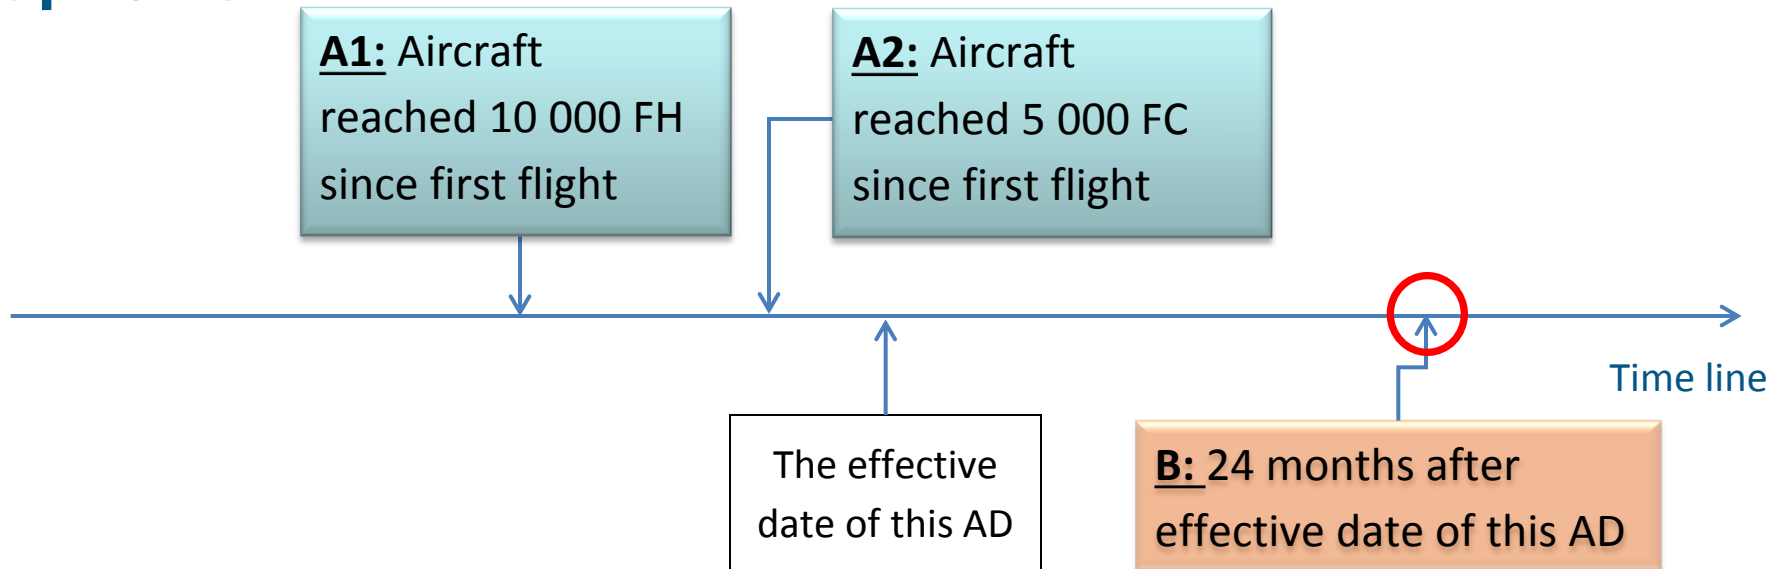 A1: Aircraft
reached 10 000 FH
since first flight
A2: Aircraft
reached 5 000 FC
since first flight
Time line
The effective
date of this AD
B: 24 months after
effective date of this AD